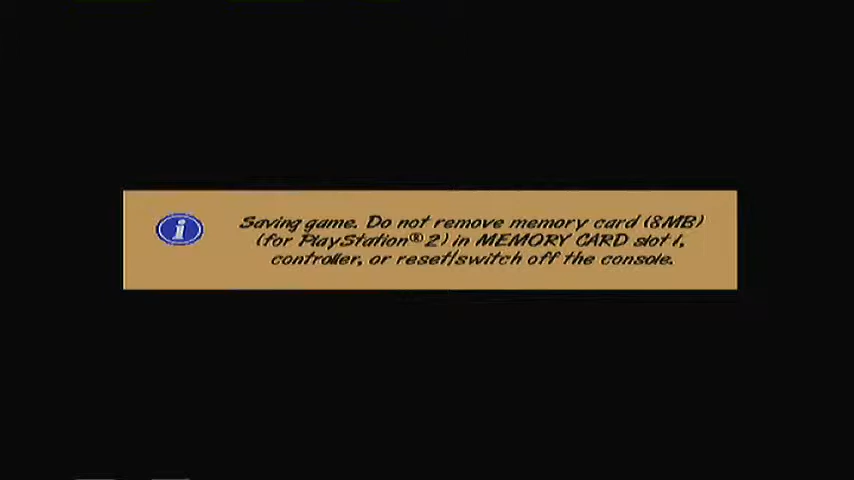 Saving game. Do not remove memory card (8MB)
(for PlayStation®2) in MEMORY CARD slot 1,
controller, or reset/switch off the console.